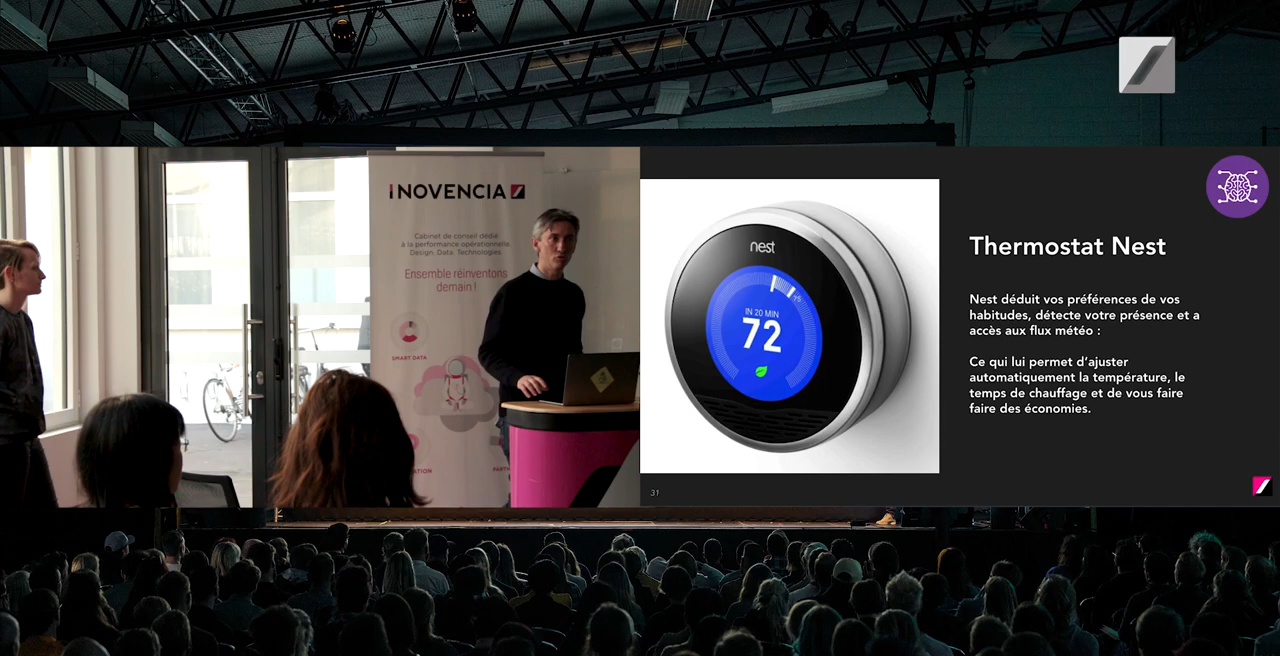 INOVENCIA
Cabinet de conseil dédié
à la performance opérationnelle.
Design. Data. Technologies.
Ensemble réinventons
demain !
SMART DATA
nest
IN 20 MIN
72
Thermostat Nest
Nest déduit vos préférences de vos
habitudes, détecte votre présence et a
accès aux flux météo :
Ce qui lui permet d’ajuster
automatiquement la température, le
temps de chauffage et de vous faire
faire des économies.
31